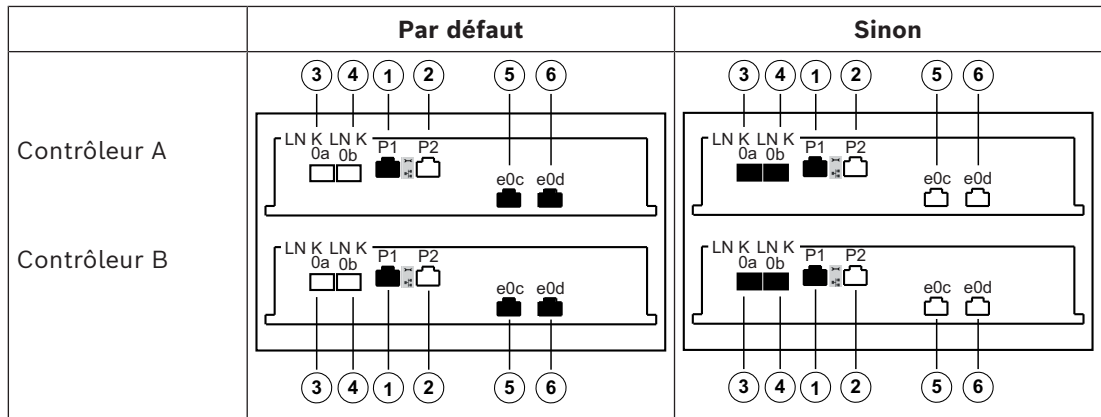 Par défaut Sinon
Contrôleur A
3 4 1 2 5 6
LN K LN K
0a 0b P1 P2
e0c e0d
3 4 1 2 5 6
LN K LN K
0a 0b P1 P2
e0c e0d
Contrôleur B
LN K LN K
0a 0b P1 P2
e0c e0d
3 4 1 2 5 6
LN K LN K
0a 0b P1 P2
e0c e0d
3 4 1 2 5 6